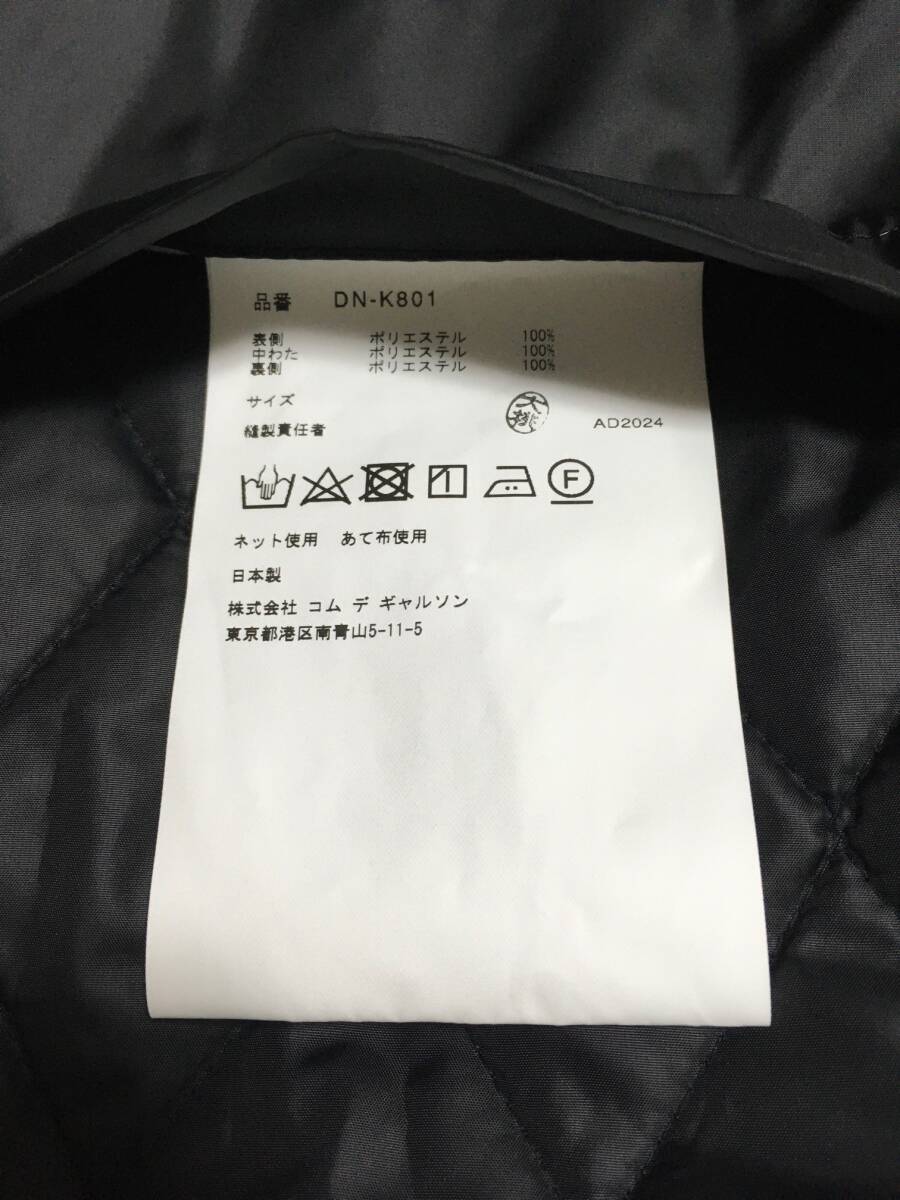 品番 DN-K801
表側 ポリエステル 100%
中わた ポリエステル 100%
裏側 ポリエステル 100%
サイズ
縫製責任者 AD2024
F
ネット使用 あて布使用
日本製
株式会社 コム デ ギャルソン
東京都港区南青山5-11-5